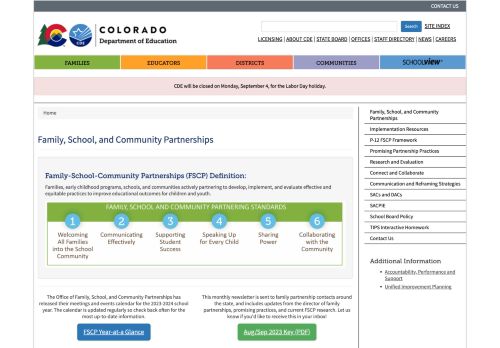 CONTACT US
COLORADO
Department of Education
CDE
Search
SITE INDEX
LICENSING | ABOUT CDE | STATE BOARD | OFFICES | STAFF DIRECTORY | NEWS | CAREERS
FAMILIES
EDUCATORS
DISTRICTS
COMMUNITIES
SCHOOLVIEW
CDE will be closed on Monday, September 4, for the Labor Day holiday.
Home
Family, School, and Community Partnerships
Family-School-Community Partnerships (FSCP) Definition:
Families, early childhood programs, schools, and communities actively partnering to develop, implement, and evaluate effective and
equitable practices to improve educational outcomes for children and youth.
FAMILY, SCHOOL AND COMMUNITY PARTNERING STANDARDS
1 2 3 4 5 6
Welcoming
All Families
into the School
Community
Communicating
Effectively
Supporting
Student
Success
Speaking Up
for Every Child
Sharing
Power
Collaborating
with the
Community
The Office of Family, School, and Community Partnerships has
released their meetings and events calendar for the 2023-2024 school
year. The calendar is updated regularly so check back often for the
most up-to-date information.
FSCP Year-at-a Glance
This monthly newsletter is sent to family partnership contacts around
the state, and includes updates from the director of family
partnerships, promising practices, and current FSCP research. Let us
know if you'd like to receive this in your inbox!
Aug/Sep 2023 Key (PDF)
Family, School, and Community
Partnerships
Implementation Resources
P-12 FSCP Framework
Promising Partnership Practices
Research and Evaluation
Connect and Collaborate
Communication and Reframing Strategies
SACs and DACs
SACPIE
School Board Policy
TIPS Interactive Homework
Contact Us
Additional Information
Accountability, Performance and
Support
Unified Improvement Planning